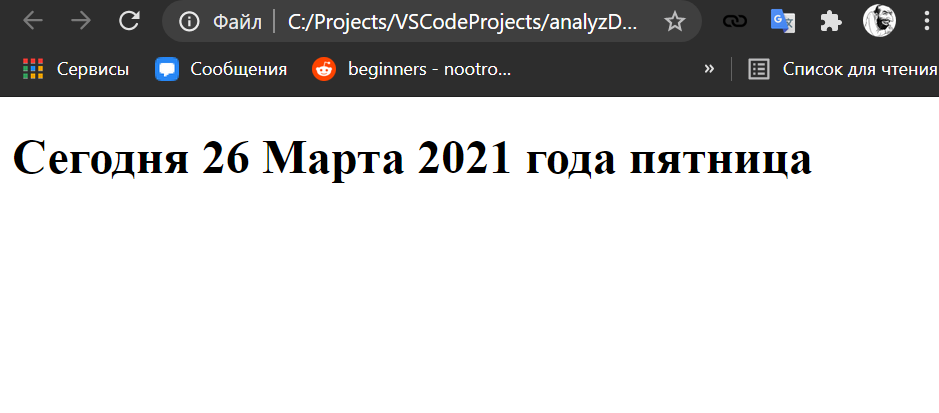 Файл C:/Projects/VSCodeProjects/analyzD...
Сервисы Сообщения beginners - nootro... » Список для чтения
Сегодня 26 Марта 2021 года пятница